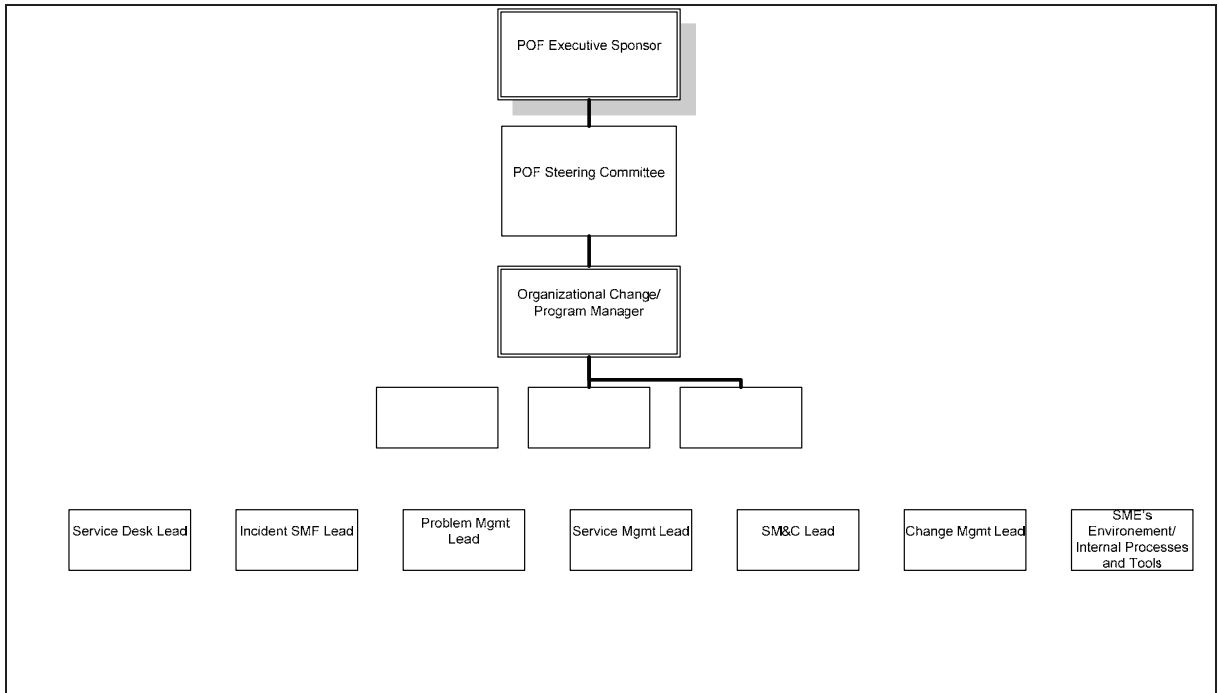 POF Executive Sponsor
POF Steering Committee
Organizational Change/
Program Manager
Service Desk Lead
Incident SMF Lead
Problem Mgmt
Lead
Service Mgmt Lead
SM&C Lead
Change Mgmt Lead
SME's
Environement/
Internal Processes
and Tools